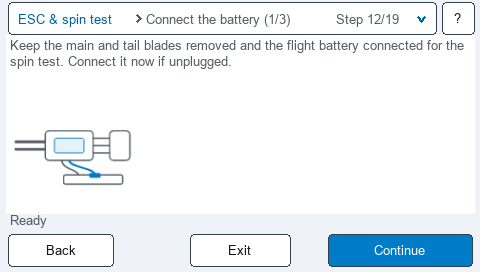 ESC & spin test > Connect the battery (1/3) Step 12/19 ?
Keep the main and tail blades removed and the flight battery connected for the
spin test. Connect it now if unplugged.
Ready
Back Exit Continue